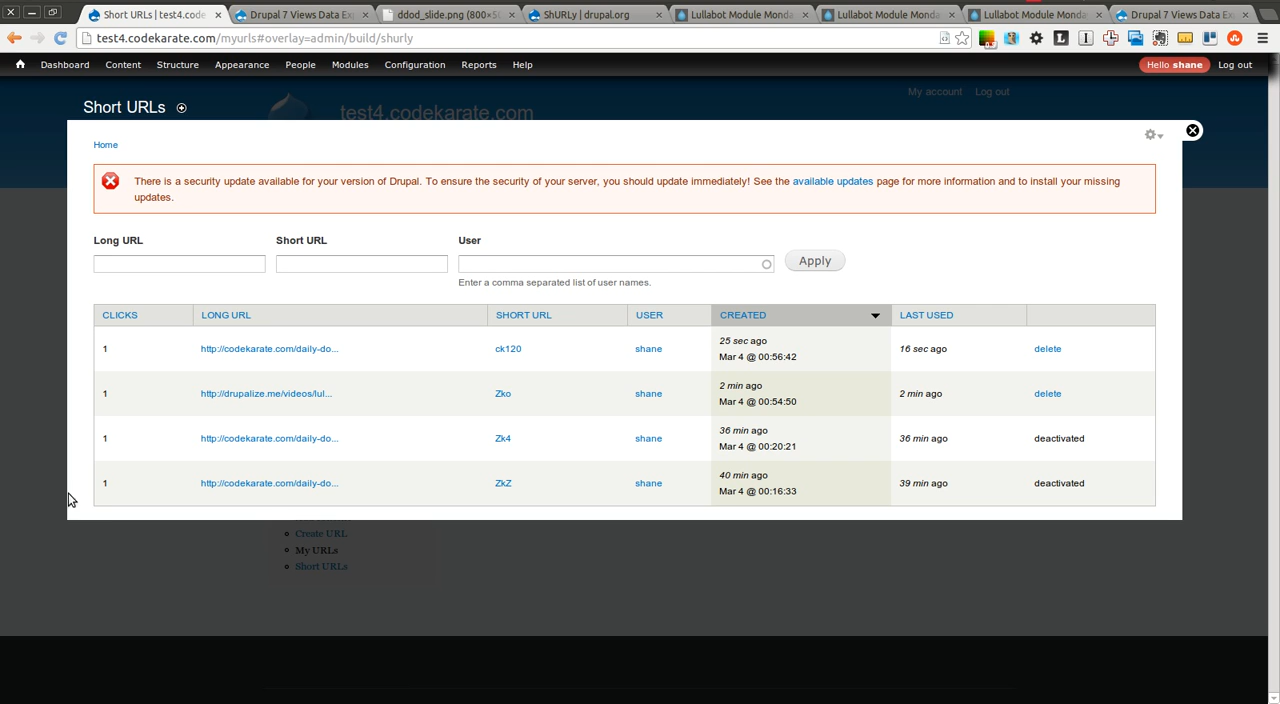 Short URLs | test4.code
Drupal 7 Views Data Ex
ddod_slide.png (800×5
ShURLy | drupal.org
Lullabot Module Monda
Lullabot Module Monda
Lullabot Module Monda
Drupal 7 Views Data Ex
test4.codekarate.com/myurls#overlay=admin/build/shurly
Dashboard Content Structure Appearance People Modules Configuration Reports Help
Hello shane Log out
My account Log out
Short URLs
test4.codekarate.com
Home
There is a security update available for your version of Drupal. To ensure the security of your server, you should update immediately! See the available updates page for more information and to install your missing
updates.
Long URL Short URL User
Apply
Enter a comma separated list of user names.
CLICKS LONG URL SHORT URL USER CREATED LAST USED
1 http://codekarate.com/daily-do... ck120 shane 25 sec ago 16 sec ago delete
Mar 4 @ 00:56:42
1 http://drupalize.me/videos/lul... Zko shane 2 min ago 2 min ago delete
Mar 4 @ 00:54:50
1 http://codekarate.com/daily-do... Zk4 shane 36 min ago 36 min ago deactivated
Mar 4 @ 00:20:21
1 http://codekarate.com/daily-do... ZkZ shane 40 min ago 39 min ago deactivated
Mar 4 @ 00:16:33
Create URL
My URLs
Short URLs